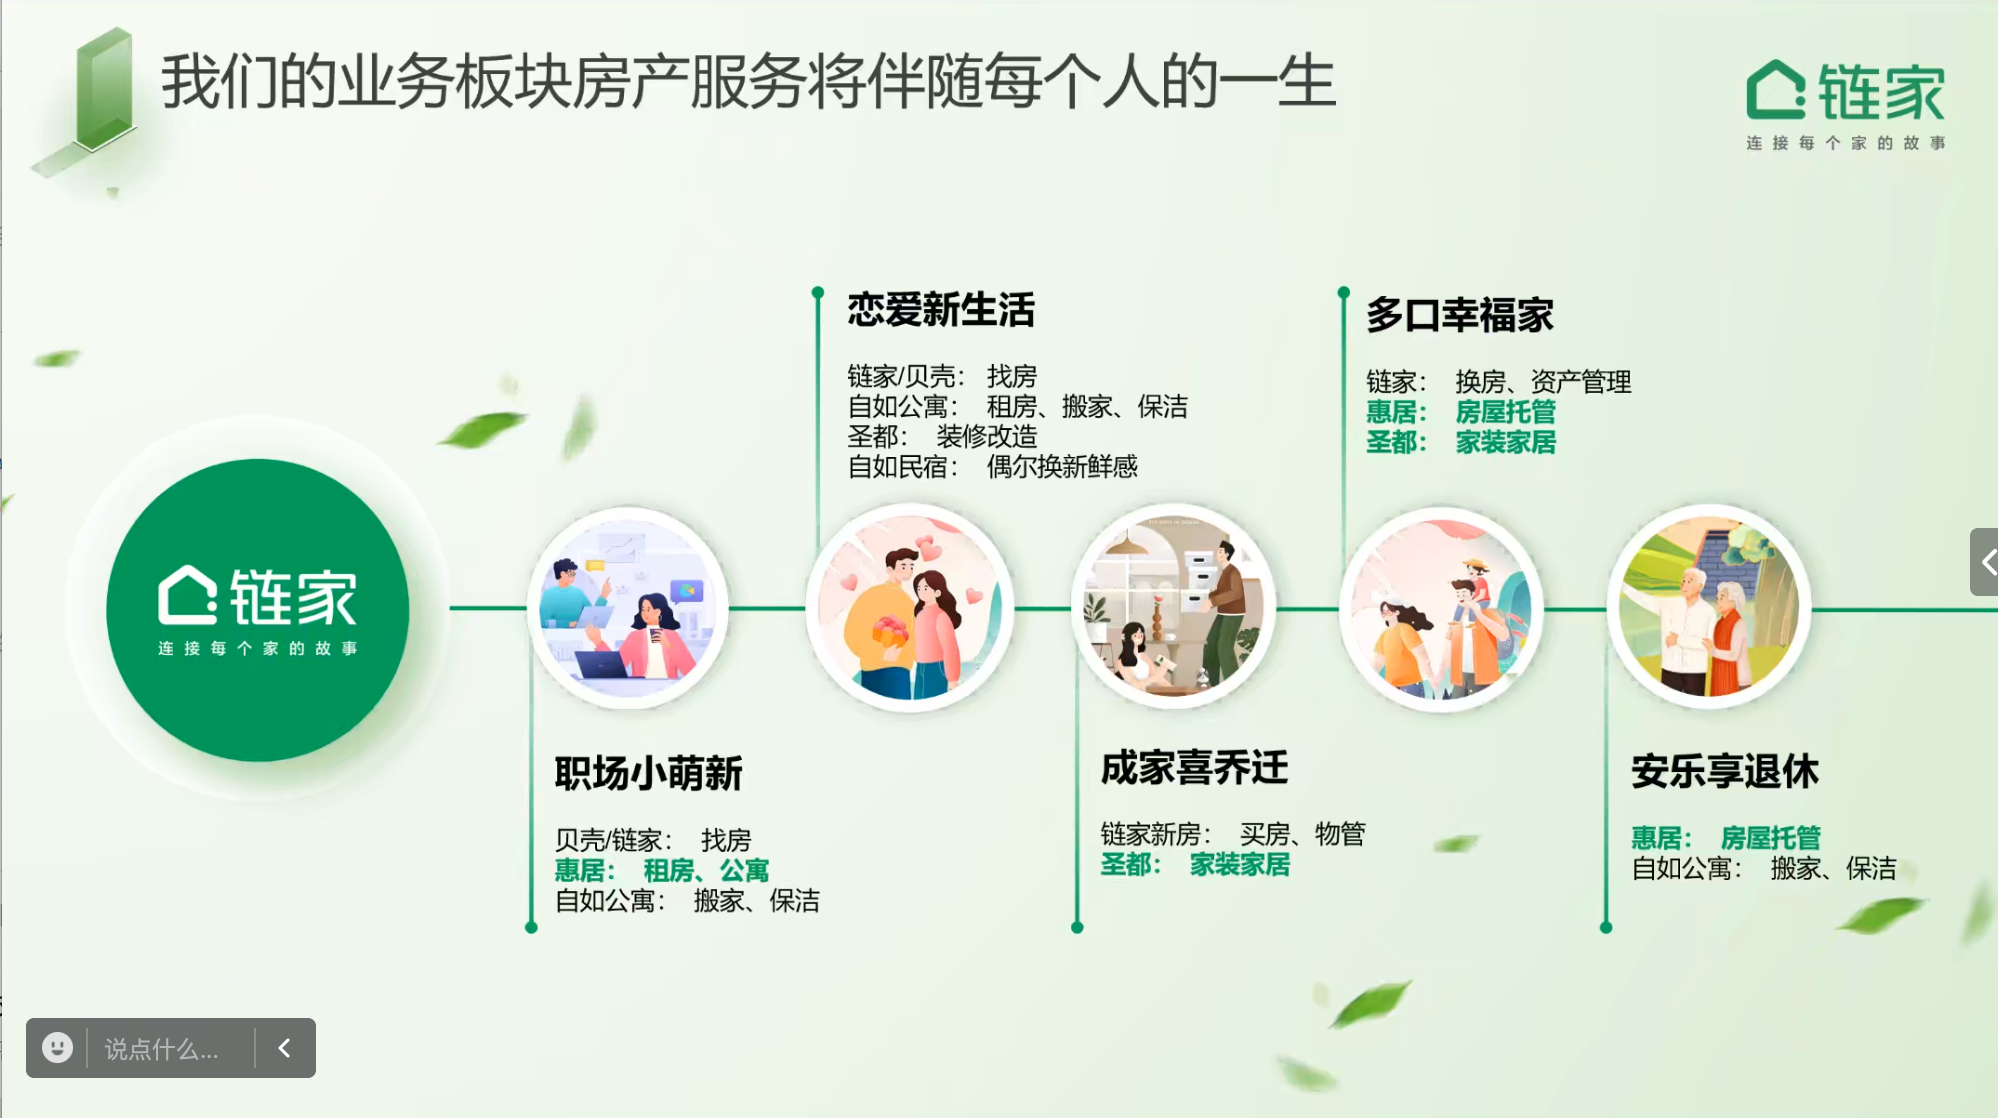 我们的业务板块房产服务将伴随每个人的一生
链家
连接每个家的故事
恋爱新生活
链家/贝壳： 找房
自如公寓： 租房、搬家、保洁
圣都： 装修改造
自如民宿： 偶尔换新鲜感
多口幸福家
链家： 换房、资产管理
惠居： 房屋托管
圣都： 家装家居
链家
连接每个家的故事
职场小萌新
贝壳/链家： 找房
惠居： 租房、公寓
自如公寓： 搬家、保洁
成家喜乔迁
链家新房： 买房、物管
圣都： 家装家居
安乐享退休
惠居： 房屋托管
自如公寓： 搬家、保洁
说点什么...